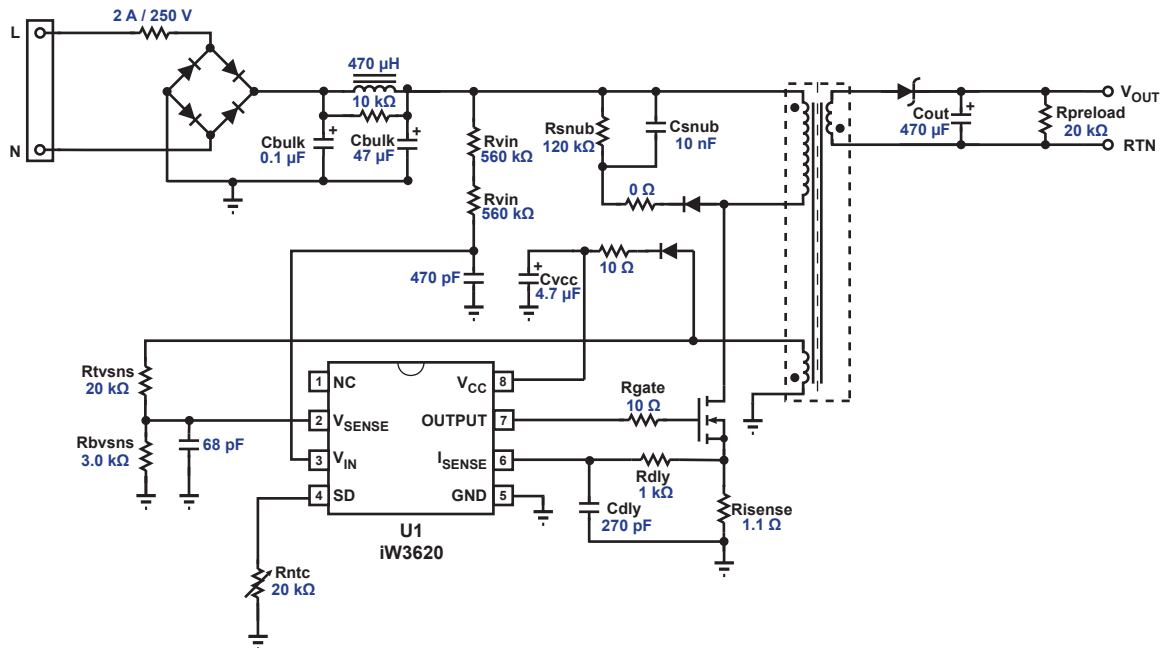 2 A / 250 V
L
N
470 µH
10 kΩ
Cbulk
0.1 µF
+
Cbulk
47 µF
+
Rvin
560 kΩ
Rvin
560 kΩ
470 pF
Rsnub
120 kΩ
Csnub
10 nF
0 Ω
+
Cvcc
4.7 µF
10 Ω
Cout
470 µF
+
Rpreload
20 kΩ
VOUT
RTN
Rtvsns
20 kΩ
Rbvsns
3.0 kΩ
68 pF
1 NC
2 VSENSE
3 VIN
4 SD
VCC 8
OUTPUT 7
ISENSE 6
GND 5
U1
iW3620
Rgate
10 Ω
Rdly
1 kΩ
Cdly
270 pF
Risense
1.1 Ω
Rntc
20 kΩ